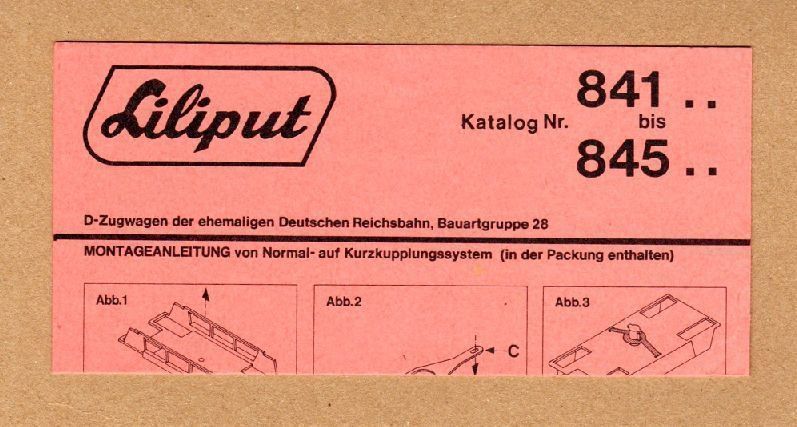 Liliput
Katalog Nr. 841 . .
bis
845 . .
D-Zugwagen der ehemaligen Deutschen Reichsbahn, Bauartgruppe 28
MONTAGEANLEITUNG von Normal- auf Kurzkupplungssystem (in der Packung enthalten)
Abb.1
Abb.2
Abb.3
C